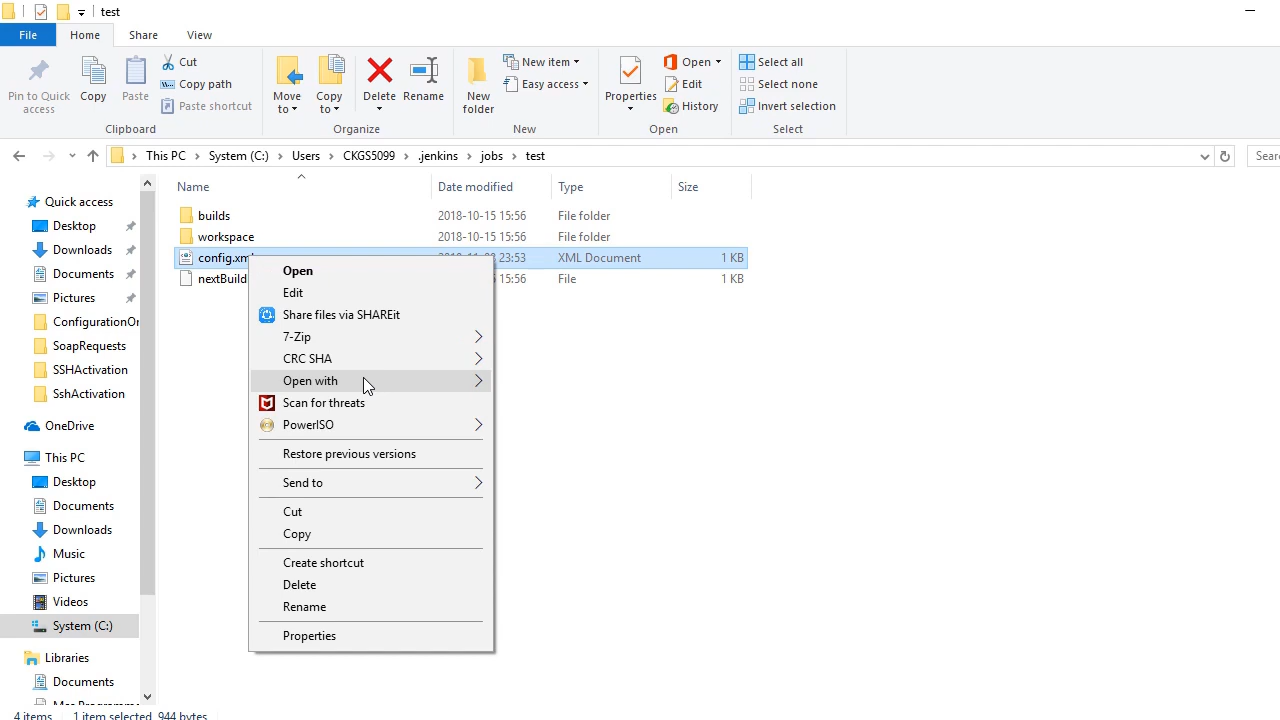 test
File Home Share View
Pin to Quick access
Copy
Paste
Cut
Copy path
Paste shortcut
Clipboard
Move to
Copy to
Delete
Rename
Organize
New folder
New item
Easy access
New
Properties
Open
Edit
History
Open
Select all
Select none
Invert selection
Select
This PC > System (C:) > Users > CKGS5099 > .jenkins > jobs > test
Sear
Name Date modified Type Size
builds 2018-10-15 15:56 File folder
workspace 2018-10-15 15:56 File folder
config.xml 23:53 XML Document 1 KB
nextBuild 15:56 File 1 KB
Quick access
Desktop
Downloads
Documents
Pictures
ConfigurationOr
SoapRequests
SSHActivation
SshActivation
OneDrive
This PC
Desktop
Documents
Downloads
Music
Pictures
Videos
System (C:)
Libraries
Documents
Open
Edit
Share files via SHAREit
7-Zip
CRC SHA
Open with
Scan for threats
PowerISO
Restore previous versions
Send to
Cut
Copy
Create shortcut
Delete
Rename
Properties
4 items 1 item selected 944 bytes